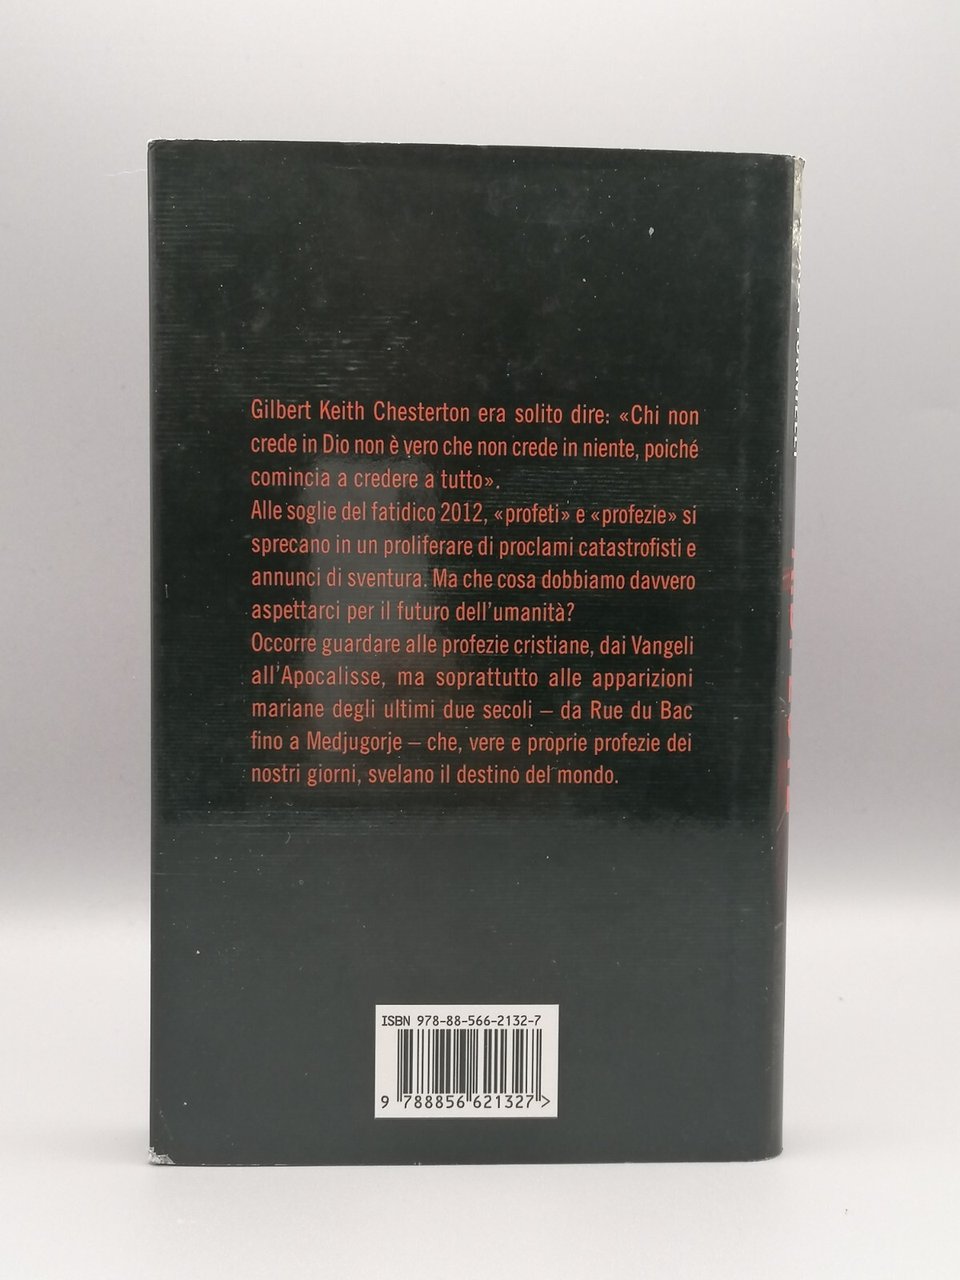 Gilbert Keith Chesterton era solito dire: «Chi non
crede in Dio non è vero che non crede in niente, poiché
comincia a credere a tutto».
Alle soglie del fatidico 2012, «profeti» e «profezie» si
sprecano in un proliferare di proclami catastrofisti e
annunci di sventura. Ma che cosa dobbiamo davvero
aspettarci per il futuro dell'umanità?
Occorre guardare alle profezie cristiane, dai Vangeli
all'Apocalisse, ma soprattutto alle apparizioni
mariane degli ultimi due secoli – da Rue du Bac
fino a Medjugorje – che, vere e proprie profezie dei
nostri giorni, svelano il destino del mondo.
ISBN 978-88-566-2132-7
9 788856 621327>